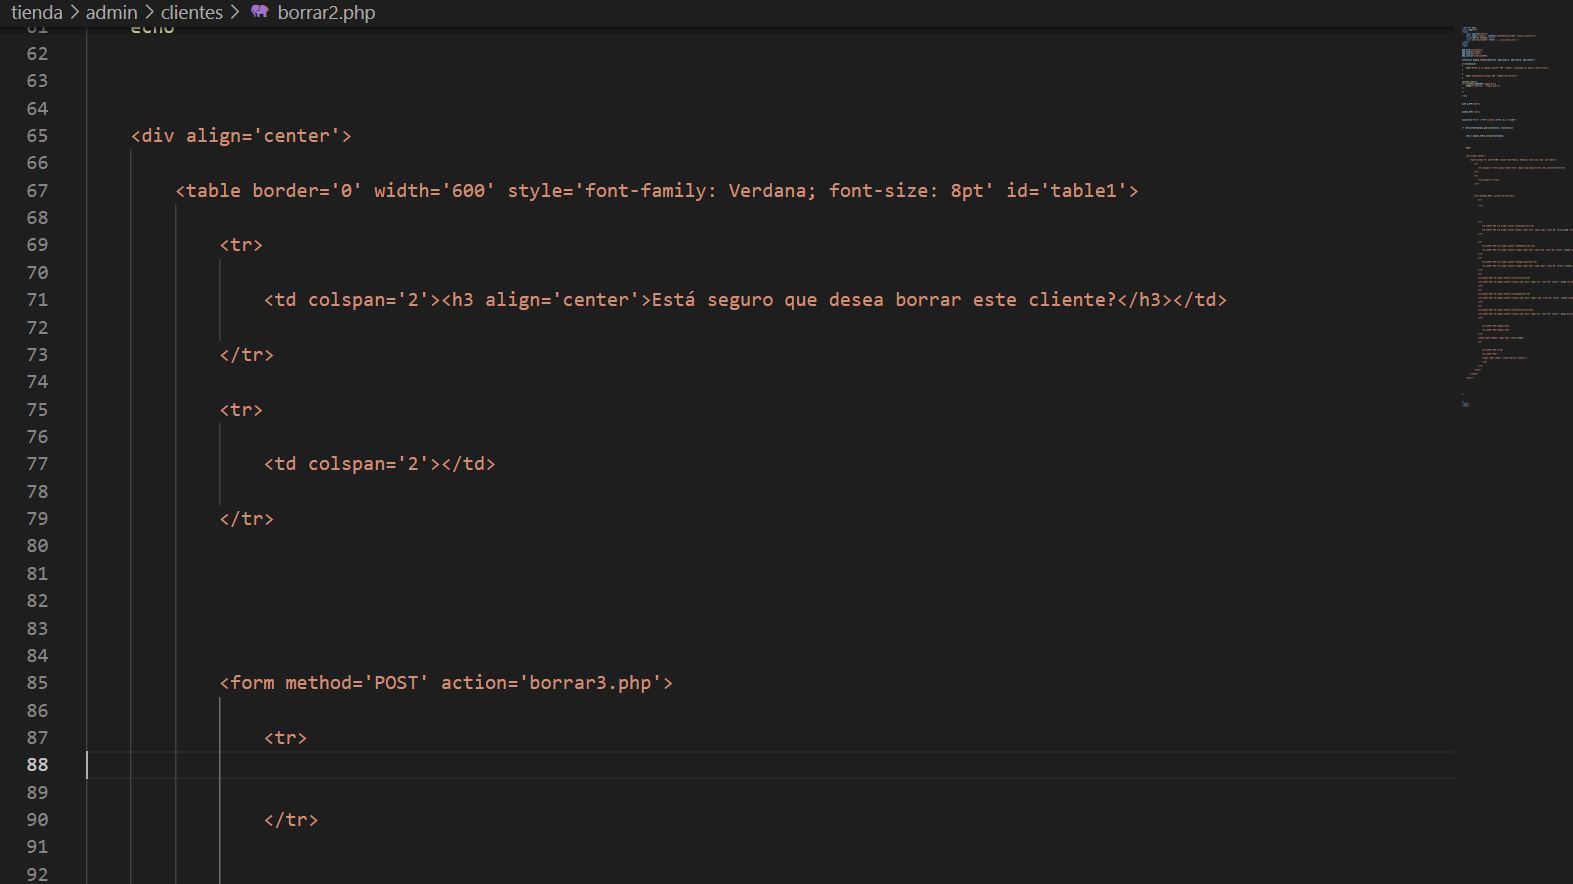 tienda > admin > clientes > borrar2.php
61 echo
62
63
64
65 <div align='center'>
66
67 <table border='0' width='600' style='font-family: Verdana; font-size: 8pt' id='table1'>
68
69 <tr>
70
71 <td colspan='2'><h3 align='center'>Está seguro que desea borrar este cliente?</h3></td>
72
73 </tr>
74
75 <tr>
76
77 <td colspan='2'></td>
78
79 </tr>
80
81
82
83
84
85 <form method='POST' action='borrar3.php'>
86
87 <tr>
88
89
90 </tr>
91
92